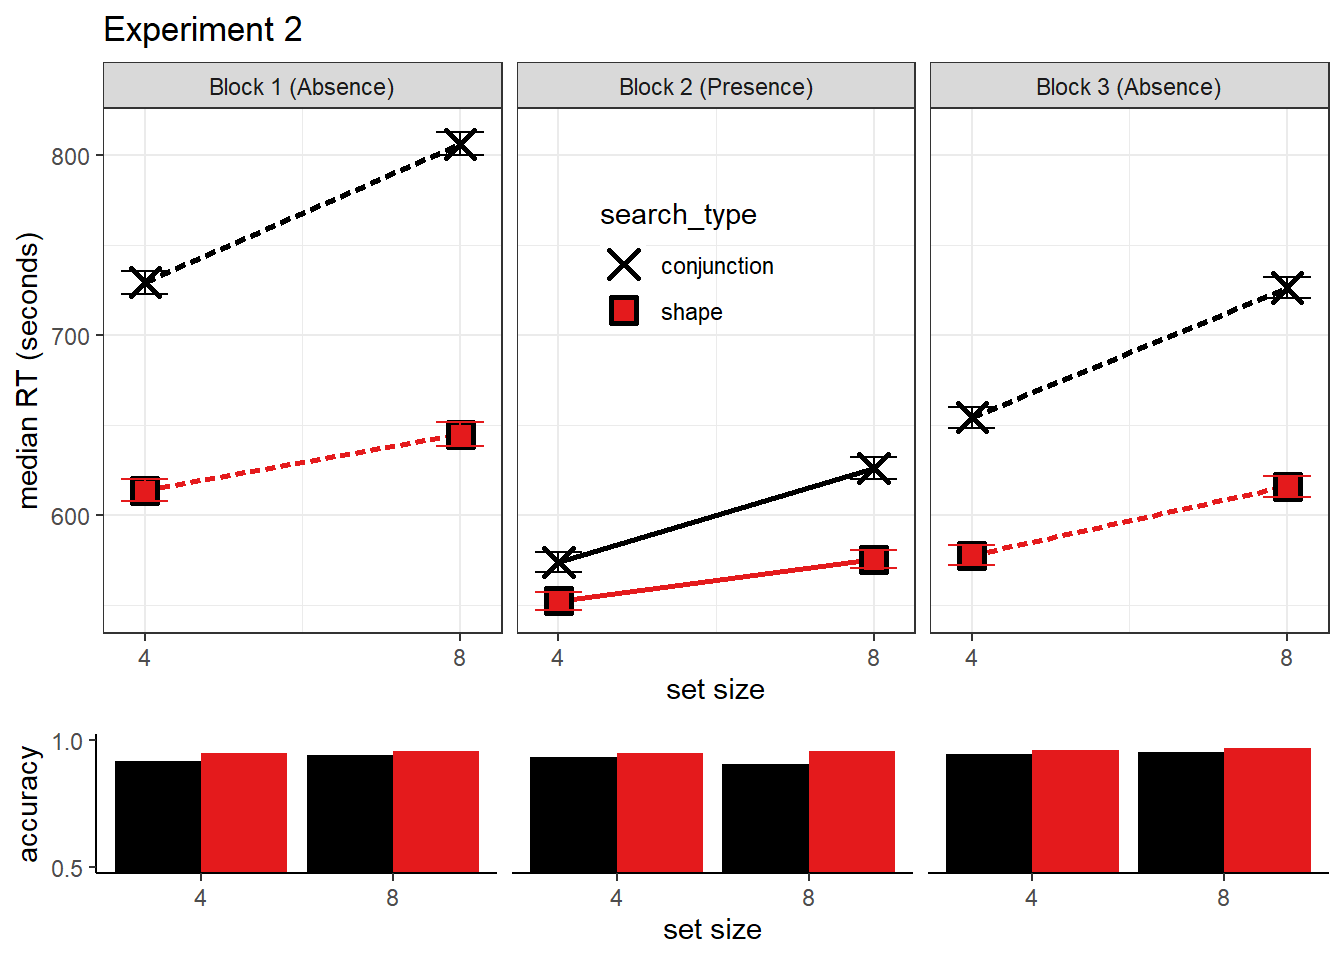 Experiment 2
Block 1 (Absence)
Block 2 (Presence)
Block 3 (Absence)
median RT (seconds)
800
700
600
search_type
conjunction
shape
4
8
4
8
4
8
set size
accuracy
1.0
0.5
4
8
4
8
4
8
set size